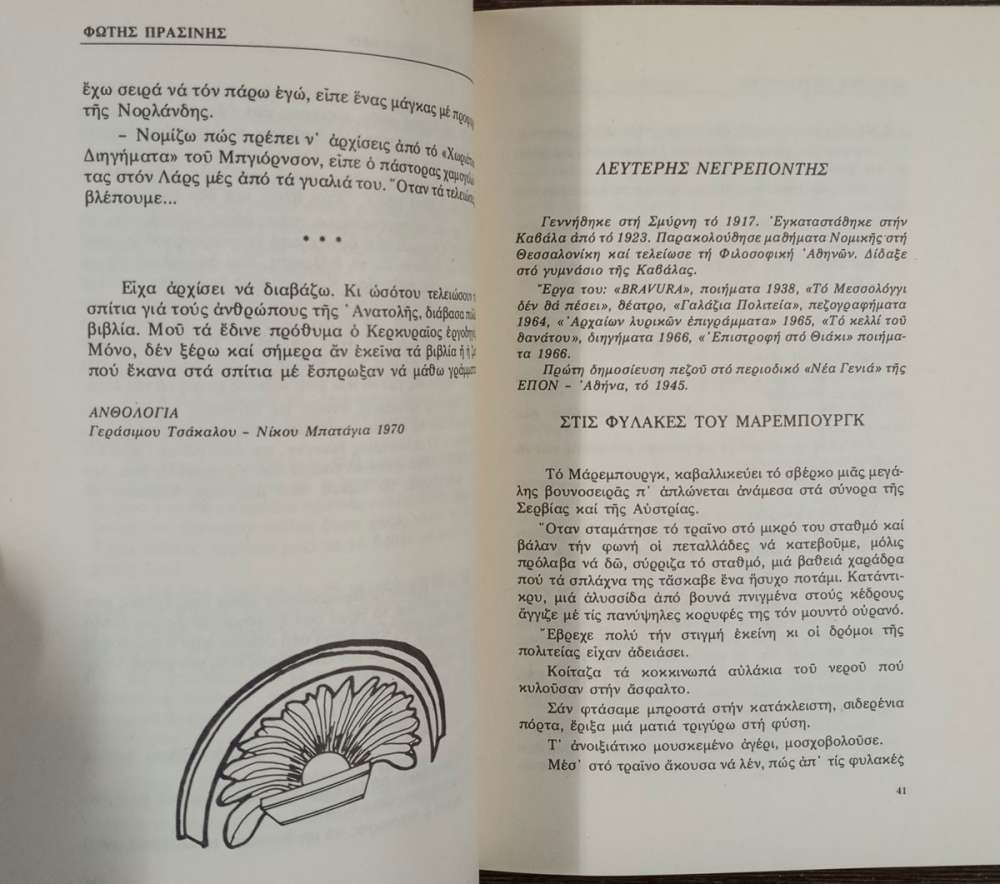 ΦΩΤΗΣ ΠΡΑΣΙΝΗΣ
ἔχω σειρά νά τόν πάρω ἐγώ, εἶπε ἕνας μάγκας μέ
τῆς Νορλάνδης.
– Νομίζω πώς πρέπει ν᾿ ἀρχίσεις ἀπό τό
Διηγήματα» τοῦ Μπγιόρνσον, εἶπε ὁ πάστορας
τας στόν Λάρς μές ἀπό τά γυαλιά του. Ὅταν τά
βλέπουμε...
• • •
Εἶχα ἀρχίσει νά διαβάζω. Κι ὡσότου τελειώσουν
σπίτια γιά τούς ἀνθρώπους τῆς ᾿Ανατολῆς, διάβασα
βιβλία. Μοῦ τά ἔδινε πρόθυμα ὁ Κερκυραῖος
Μόνο, δέν ξέρω καί σήμερα ἄν ἐκεῖνα τά βιβλία ἤ ἡ
πού ἔκανα στά σπίτια μέ ἔσπρωξαν νά μάθω
ΑΝΘΟΛΟΓΙΑ
Γεράσιμου Τσάκαλου – Νίκου Μπατάγια 1970
ΛΕΥΤΕΡΗΣ ΝΕΓΡΕΠΟΝΤΗΣ
Γεννήθηκε στή Σμύρνη τό 1917. ᾿Εγκαταστάθηκε στήν
Καβάλα ἀπό τό 1923. Παρακολούθησε μαθήματα Νομικῆς στή
Θεσσαλονίκη καί τελείωσε τή Φιλοσοφική ᾿Αθηνῶν. Δίδαξε
στό γυμνάσιο τῆς Καβάλας.
Ἔργα του: «BRAVURA», ποιήματα 1938, «Τό Μεσσολόγγι
δέν θά πέσει», θέατρο, «Γαλάζια Πολιτεία», πεζογραφήματα
1964, «᾿Αρχαίων λυρικῶν ἐπιγράμματα» 1965, «Τό κελλί τοῦ
θανάτου», διηγήματα 1966, «᾿Επιστροφή στό Θιάκι» ποιήμα-
τα 1966.
Πρώτη δημοσίευση πεζοῦ στό περιοδικό «Νέα Γενιά» τῆς
ΕΠΟΝ – ᾿Αθήνα, τό 1945.
ΣΤΙΣ ΦΥΛΑΚΕΣ ΤΟΥ ΜΑΡΕΜΠΟΥΡΓΚ
Τό Μάρεμπουργκ, καβαλλικεύει τό σβέρκο μιᾶς μεγά-
λης βουνοσειρᾶς π᾿ ἁπλώνεται ἀνάμεσα στά σύνορα τῆς
Σερβίας καί τῆς Αὐστρίας.
Ὅταν σταμάτησε τό τραῖνο στό μικρό του σταθμό καί
βάλαν τήν φωνή οἱ πεταλλάδες νά κατεβοῦμε, μόλις
πρόλαβα νά δῶ, σύρριζα τό σταθμό, μιά βαθειά χαράδρα
πού τά σπλάχνα της τἄσκαβε ἕνα ἥσυχο ποτάμι. Κατάντι-
κρυ, μιά ἁλυσσίδα ἀπό βουνά πνιγμένα στούς κέδρους
ἄγγιζε μέ τίς πανύψηλες κορυφές της τόν μουντό οὐρανό.
Ἔβρεχε πολύ τήν στιγμή ἐκείνη κι οἱ δρόμοι τῆς
πολιτείας εἶχαν ἀδειάσει.
Κοίταζα τά κοκκινωπά αὐλάκια τοῦ νεροῦ πού
κυλοῦσαν στήν ἄσφαλτο.
Σάν φτάσαμε μπροστά στήν κατάκλειστη, σιδερένια
πόρτα, ἔριξα μιά ματιά τριγύρω στή φύση.
Τ᾿ ἀνοιξιάτικο μουσκεμένο ἀγέρι, μοσχοβολοῦσε.
Μέσ᾿ στό τραῖνο ἄκουσα νά λέν, πώς ἀπ᾿ τίς φυλακές
41